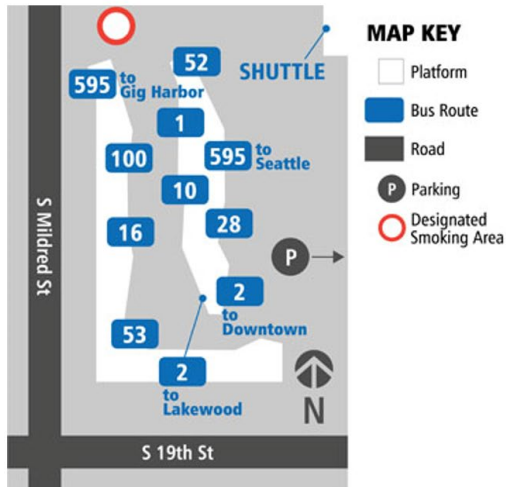 MAP KEY
Platform
Bus Route
Road
P
Parking
Designated
Smoking Area
SHUTTLE
52
595
to
Gig Harbor
1
100
595
to
Seattle
10
16
28
P
2
to
Downtown
53
2
to
Lakewood
N
S Mildred St
S 19th St